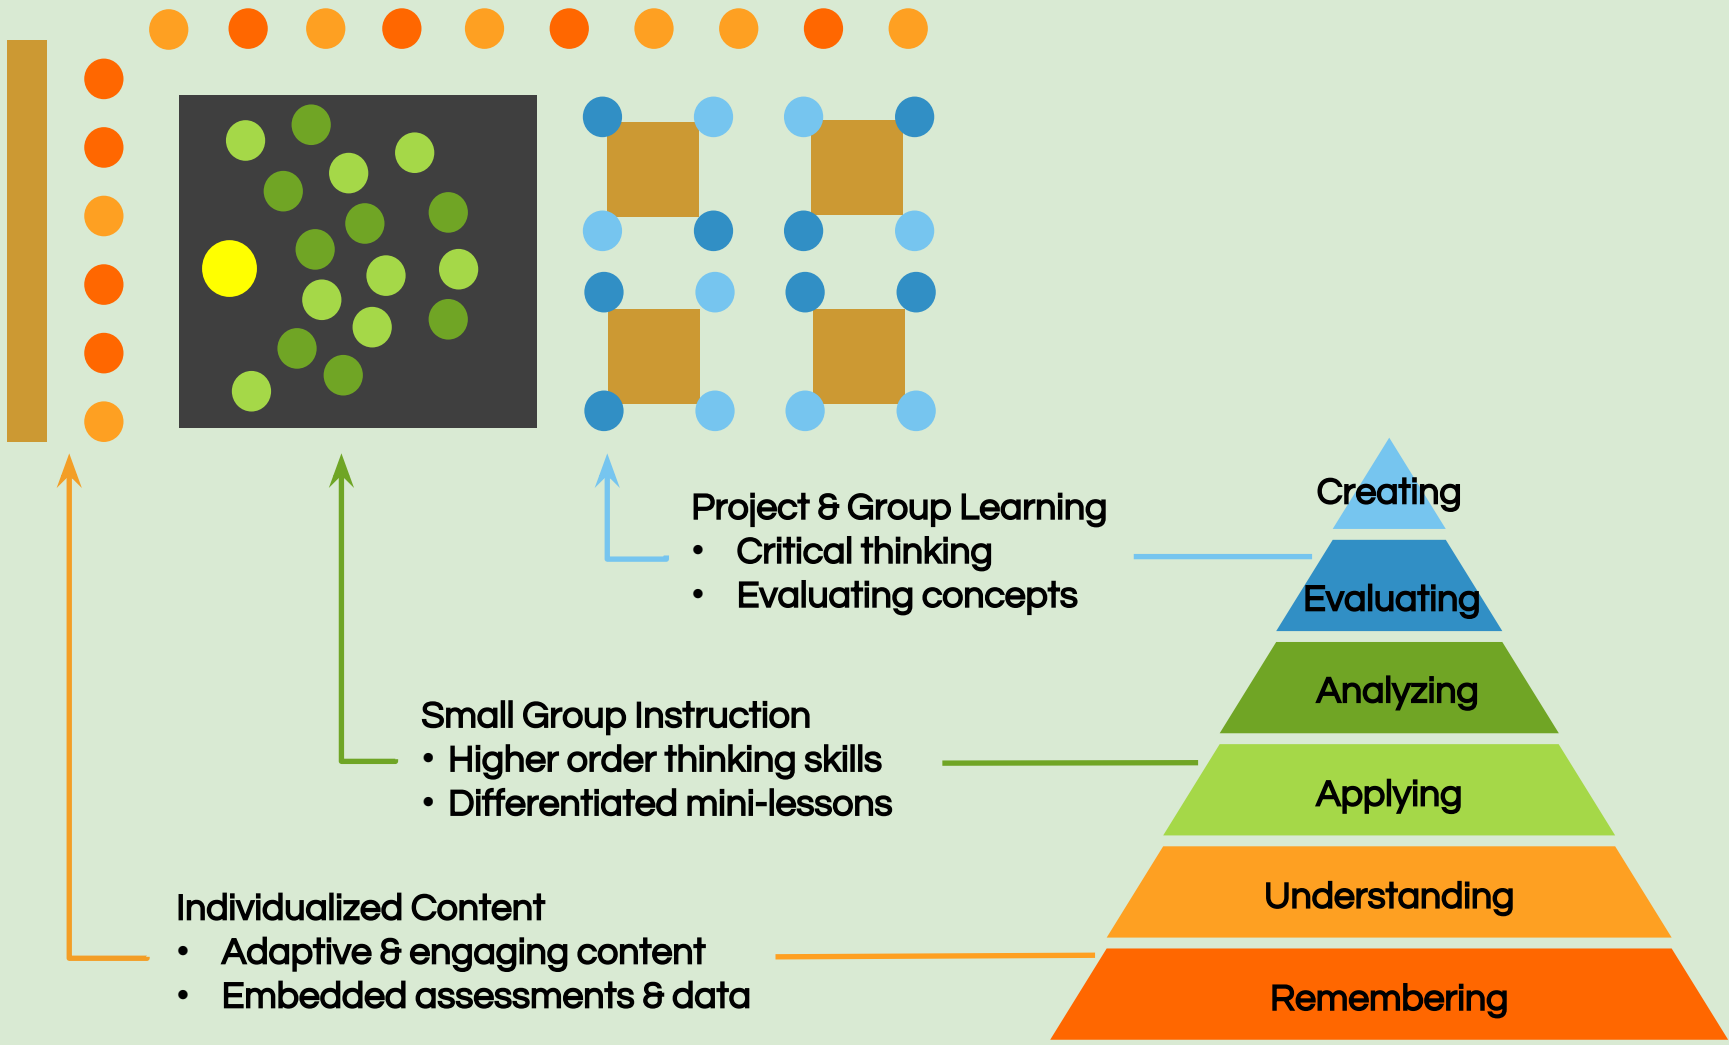 Project & Group Learning
• Critical thinking
• Evaluating concepts
Small Group Instruction
• Higher order thinking skills
• Differentiated mini-lessons
Individualized Content
• Adaptive & engaging content
• Embedded assessments & data
Creating
Evaluating
Analyzing
Applying
Understanding
Remembering